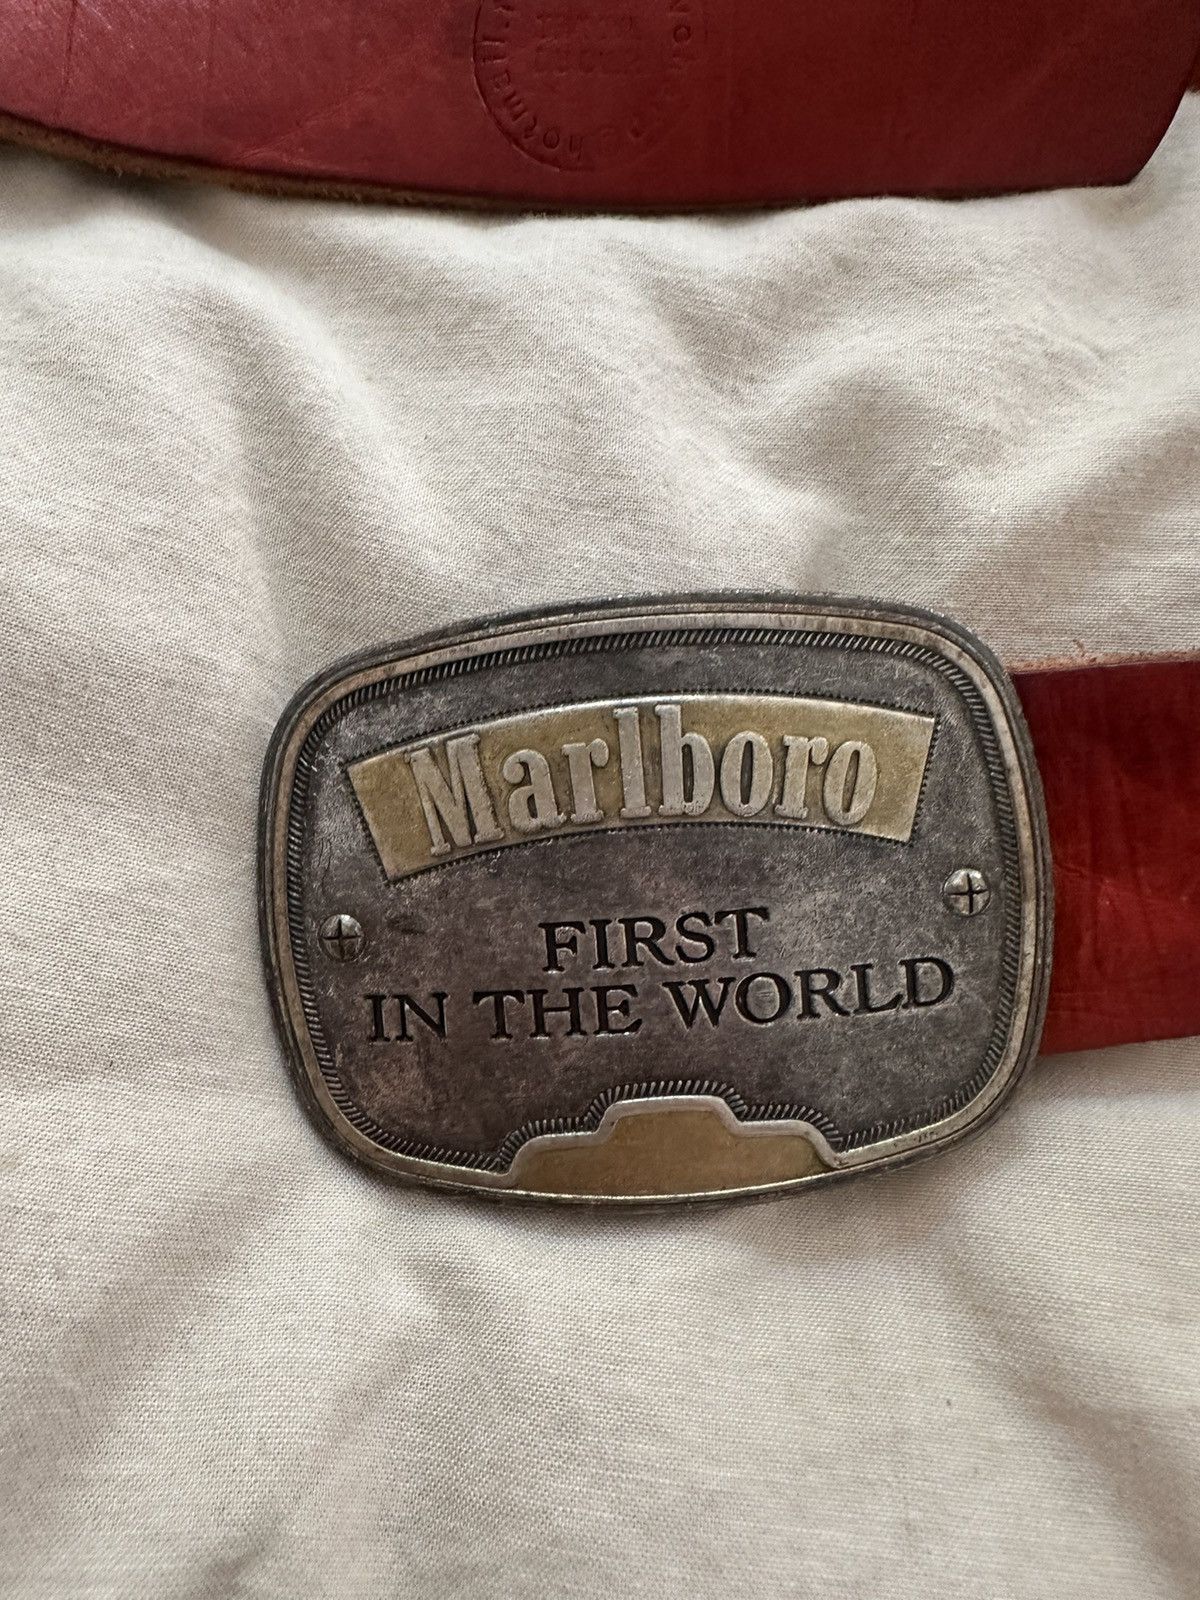 Marlboro
FIRST
IN THE WORLD